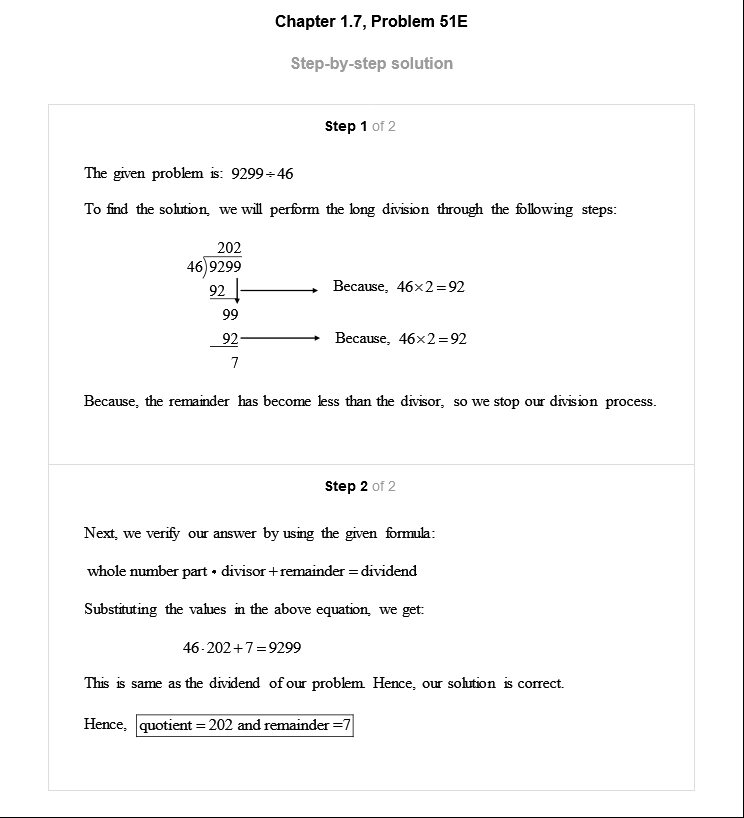 Chapter 1.7, Problem 51E
Step-by-step solution
Step 1 of 2
The given problem is: 9299÷46
To find the solution, we will perform the long division through the following steps:
202
46)9299
92 Because, 46×2=92
99
92 Because, 46×2=92
7
Because, the remainder has become less than the divisor, so we stop our division process.
Step 2 of 2
Next, we verify our answer by using the given formula:
whole number part • divisor+remainder=dividend
Substituting the values in the above equation, we get:
46·202+7=9299
This is same as the dividend of our problem. Hence, our solution is correct.
Hence, quotient=202 and remainder=7